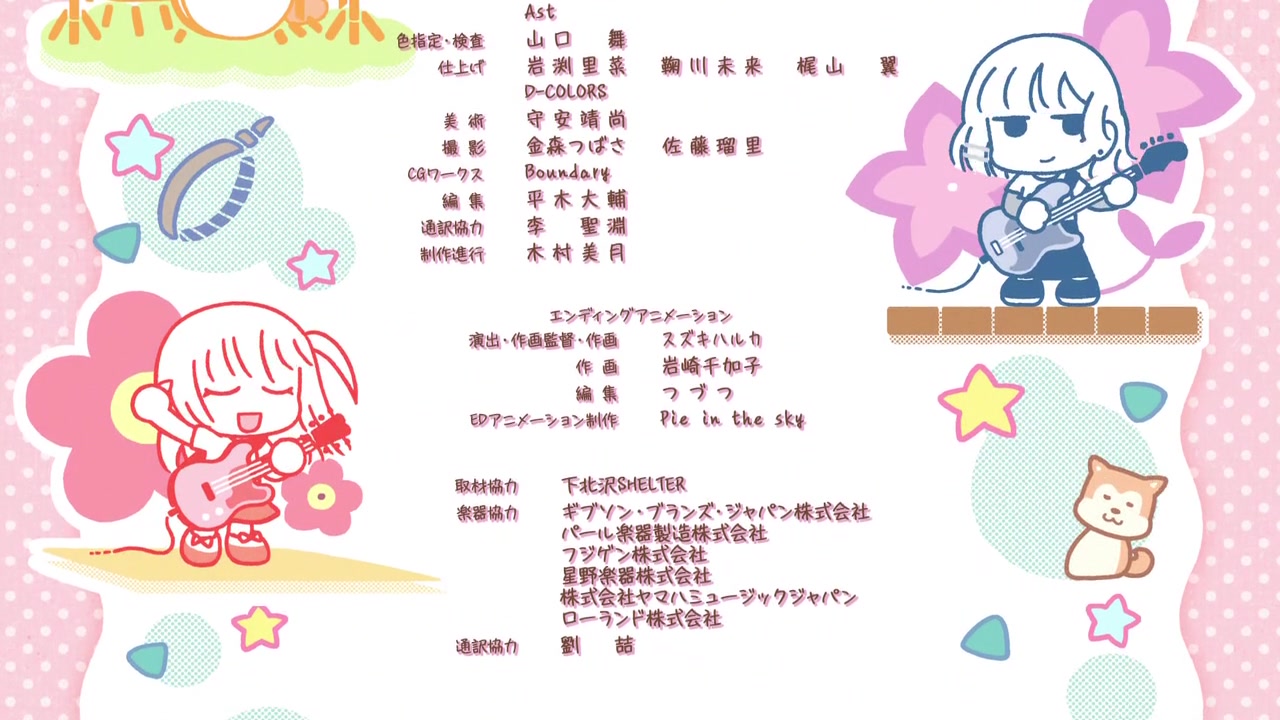 Ast
色指定・検査 山口 舞
仕上げ 岩渕里菜 鞠川未来 梶山 翼
D-COLORS
美術 守安靖尚
撮影 金森つばさ 佐藤瑠里
CGワークス Boundary
編集 平木大輔
通訳協力 李 聖淵
制作進行 木村美月
エンディングアニメーション
演出・作画監督・作画 スズキハルカ
作画 岩崎千加子
編集 つづつ
EDアニメーション制作 Pie in the sky
取材協力 下北沢SHELTER
楽器協力 ギブソン・ブランズ・ジャパン株式会社
パール楽器製造株式会社
フジゲン株式会社
星野楽器株式会社
株式会社ヤマハミュージックジャパン
ローランド株式会社
通訳協力 劉 喆